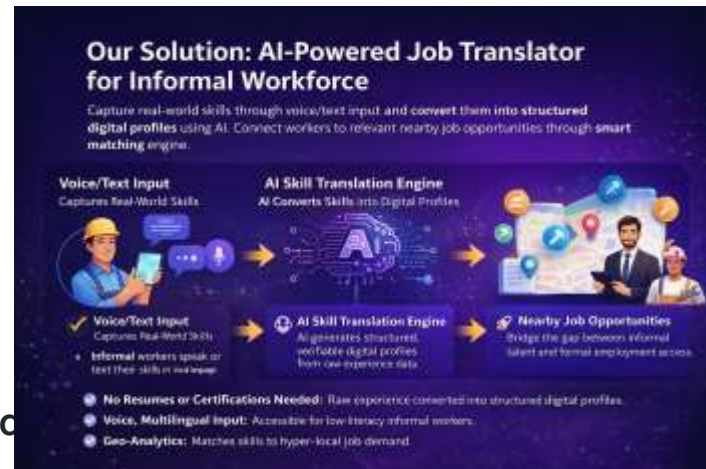 Our Solution: AI-Powered Job Translator
for Informal Workforce
Capture real-world skills through voice/text input and convert them into structured
digital profiles using AI. Connect workers to relevant nearby job opportunities through smart
matching engine.
Voice/Text Input
Captures Real-World Skills
AI Skill Translation Engine
AI Converts Skills into Digital Profiles
AI
Voice/Text Input
Captures Real-World Skills
Informal workers speak or
text their skills in local language
AI Skill Translation Engine
AI generates structured,
verifiable digital profiles
from raw experience data
Nearby Job Opportunities
Bridge the gap between informal
talent and formal employment access.
No Resumes or Certifications Needed: Raw experience converted into structured digital profiles.
Voice, Multilingual Input: Accessible for low-literacy informal workers.
Geo-Analytics: Matches skills to hyper-local job demand.